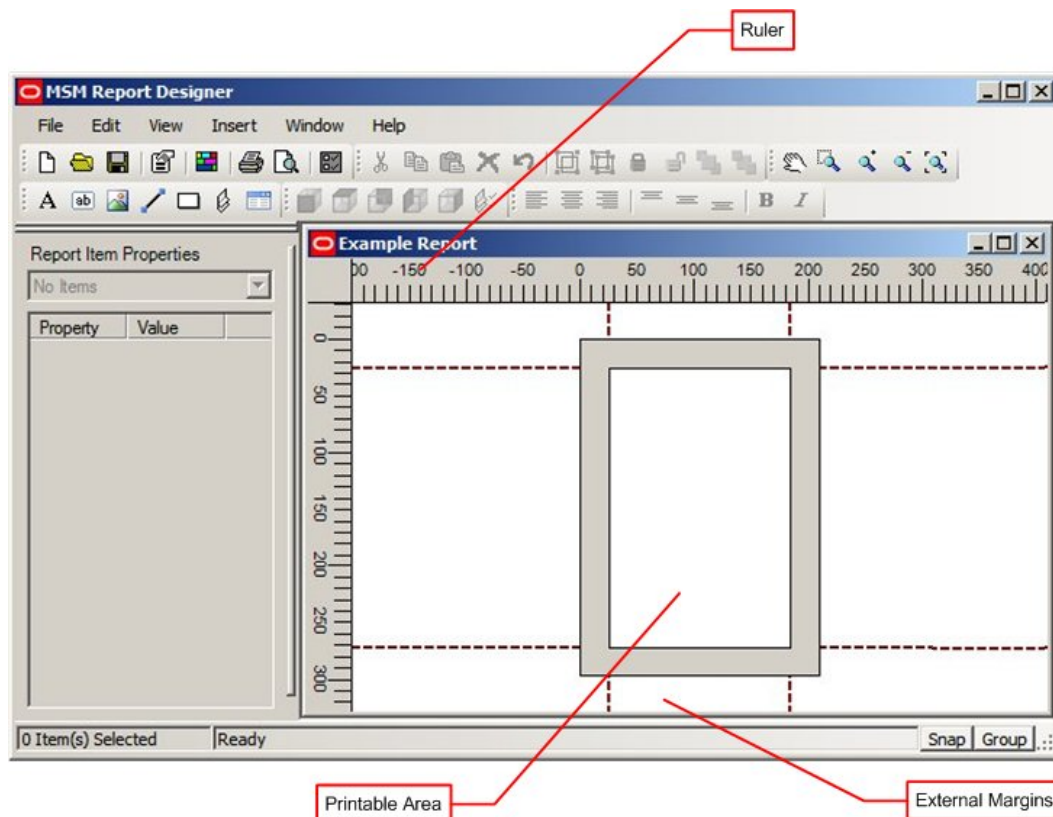 Ruler
MSM Report Designer
File Edit View Insert Window Help
A ab B I
Report Item Properties
No Items
Property Value
Example Report
00 -150 -100 -50 0 50 100 150 200 250 300 350 400
0
50
100
150
200
250
300
0 Item(s) Selected Ready Snap Group
Printable Area
External Margins